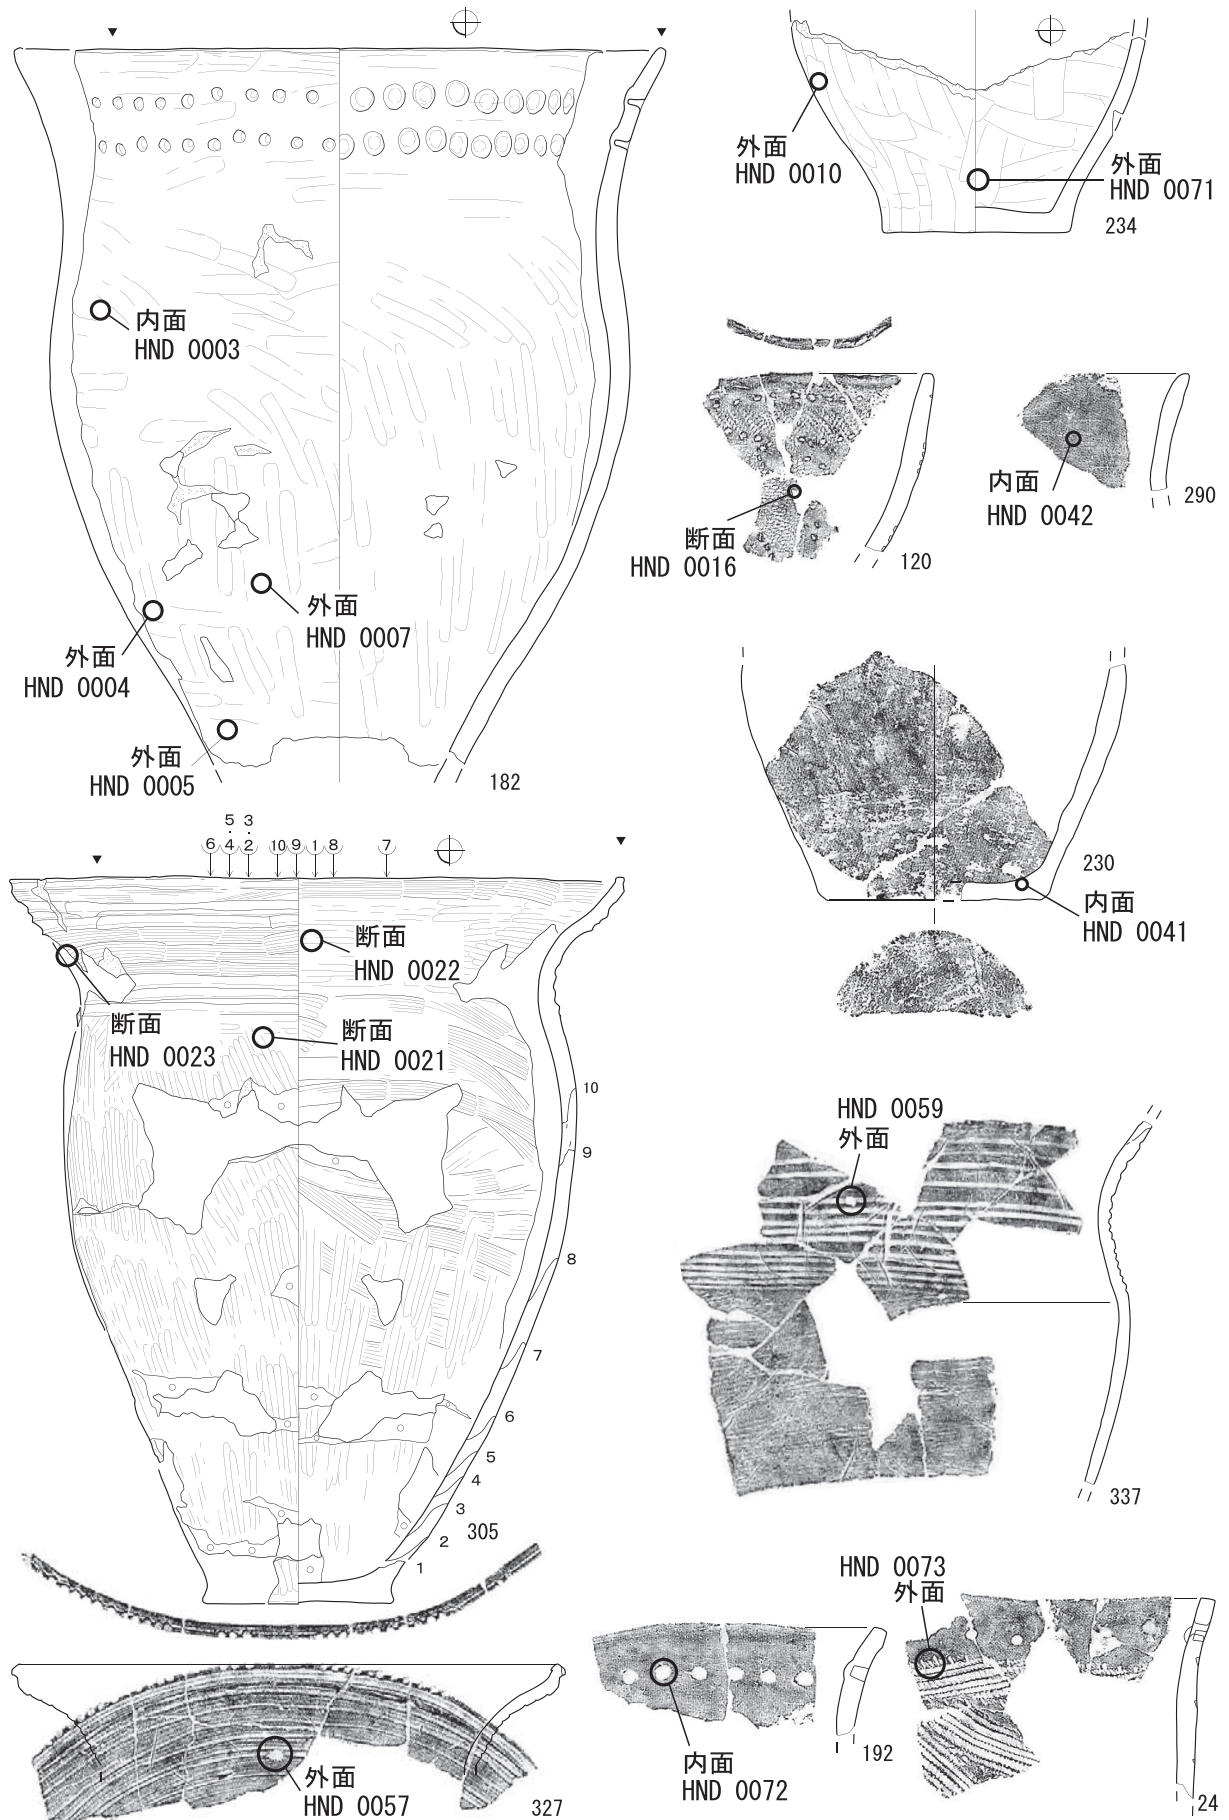 外面
HND 0010
外面
HND 0071
234
内面
HND 0003
外面
HND 0007
外面
HND 0004
外面
HND 0005
182
断面
HND 0016
120
内面
HND 0042
290
230
内面
HND 0041
5 3
・ ・
6 4 2 10 9 1 8 7
断面
HND 0022
断面
HND 0023
断面
HND 0021
10
9
8
7
6
5
4
3
2
1
305
HND 0059
外面
337
外面
HND 0057
327
内面
HND 0072
192
HND 0073
外面
24